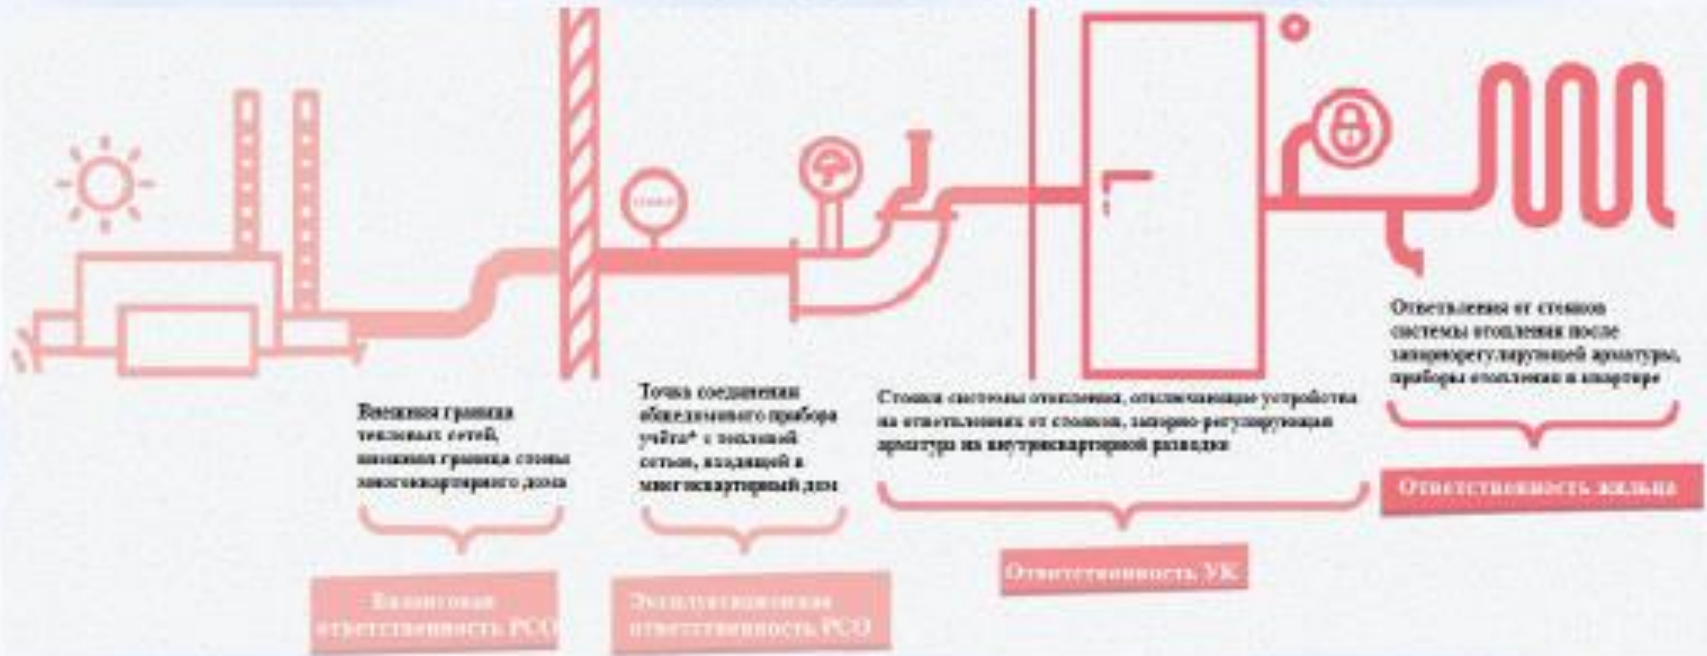 Внешняя граница
тепловых сетей,
внешняя граница стены
многоквартирного дома
Балансовая
ответственность РСО
Точка соединения
общедомового прибора
учёта* с тепловой
сетью, входящей в
многоквартирный дом
Эксплуатационная
ответственность РСО
Стояки системы отопления, отключающие устройства
на ответвлениях от стояков, запорно-регулирующая
арматура на внутриквартирной разводке
Ответственность УК
Ответвления от стояков
системы отопления после
запорнорегулирующей арматуры,
приборы отопления в квартире
Ответственность жильца